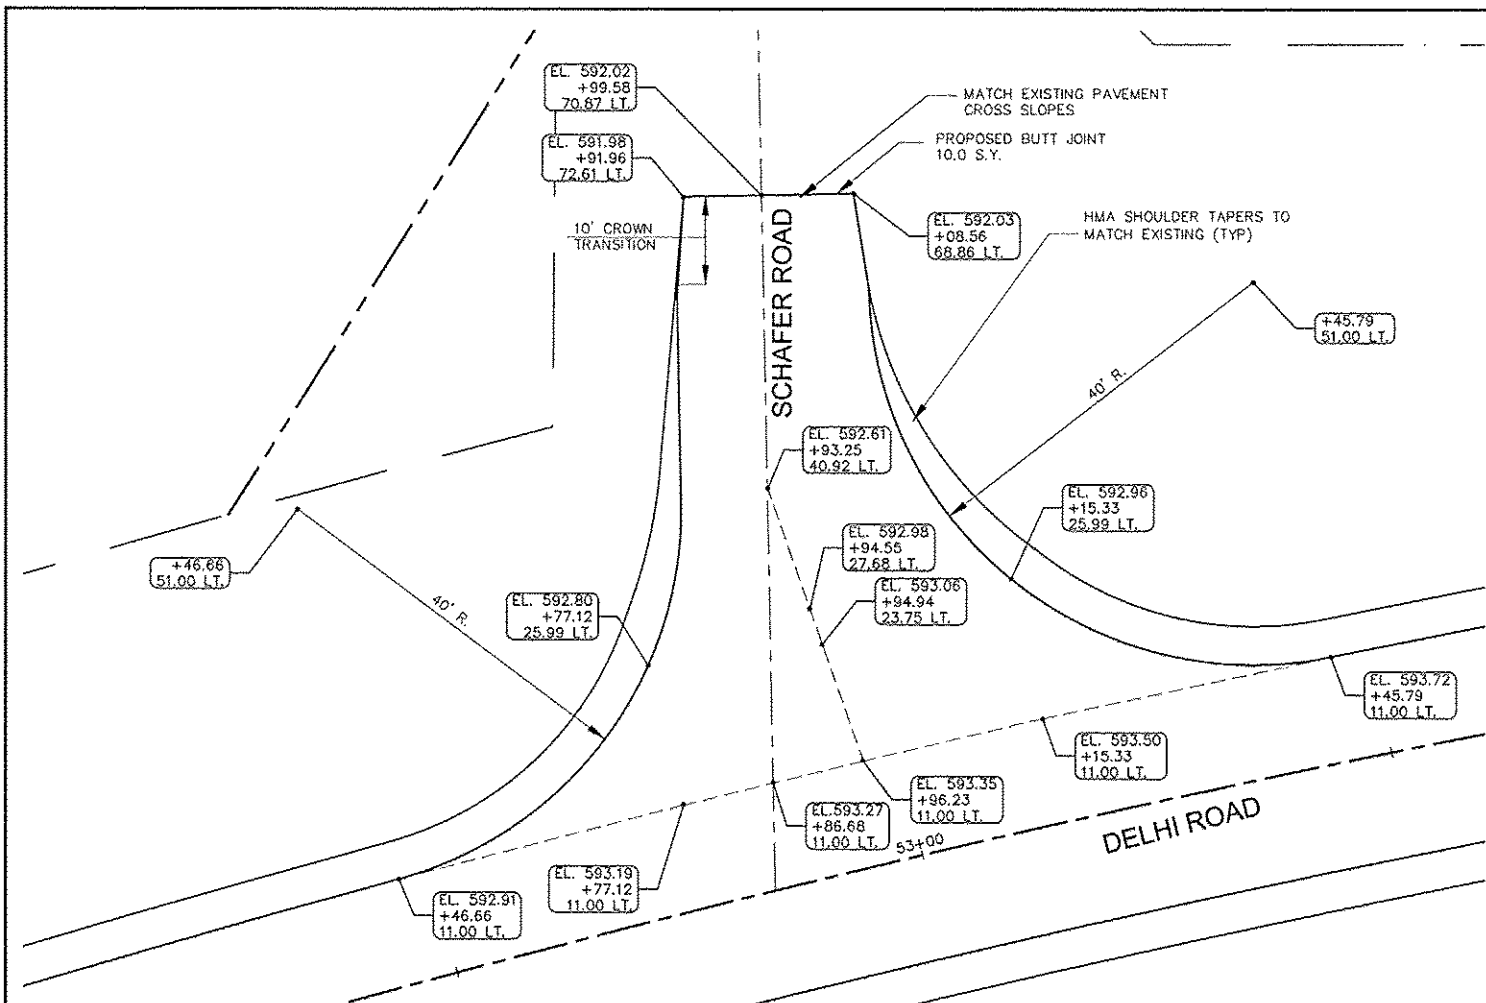 EL. 592.02
+99.58
70.87 LT.
MATCH EXISTING PAVEMENT
CROSS SLOPES
PROPOSED BUTT JOINT
10.0 S.Y.
EL. 591.98
+91.96
72.61 LT.
10' CROWN
TRANSITION
SCHAFER ROAD
EL. 592.03
+08.56
68.86 LT.
HMA SHOULDER TAPERS TO
MATCH EXISTING (TYP)
+45.79
51.00 LT.
40' R.
EL. 592.61
+93.25
40.92 LT.
EL. 592.96
+15.33
25.99 LT.
EL. 592.98
+94.55
27.68 LT.
+46.66
51.00 LT.
40' R.
EL. 592.80
+77.12
25.99 LT.
EL. 593.06
+94.94
23.75 LT.
EL. 593.72
+45.79
11.00 LT.
EL. 593.50
+15.33
11.00 LT.
EL. 593.35
+96.23
11.00 LT.
EL.593.27
+86.68
11.00 LT.
53+00
DELHI ROAD
EL. 593.19
+77.12
11.00 LT.
EL. 592.91
+46.66
11.00 LT.